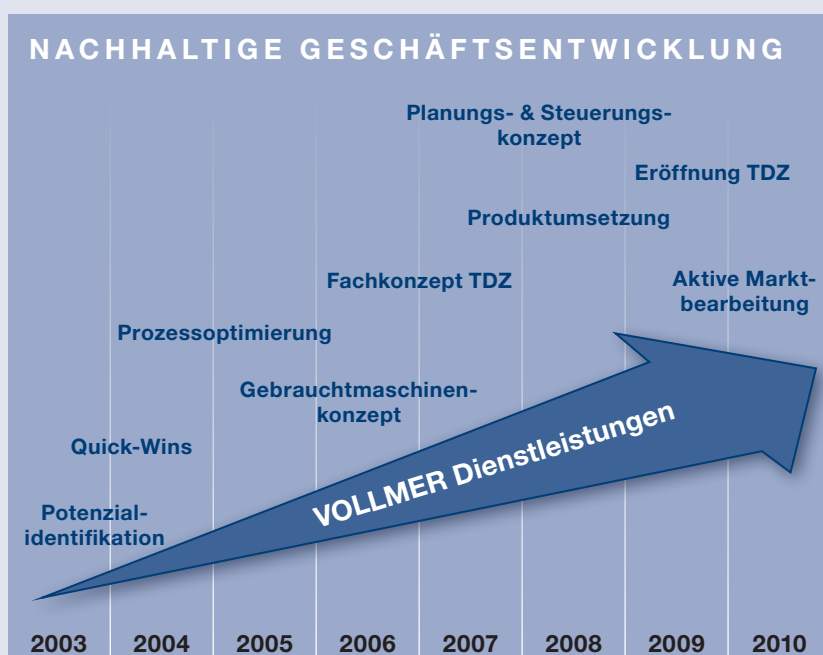 NACHHALTIGE GESCHÄFTSENTWICKLUNG
Planungs- & Steuerungs-
konzept
Eröffnung TDZ
Produktumsetzung
Fachkonzept TDZ
Aktive Markt-
bearbeitung
Prozessoptimierung
Gebrauchtmaschinen-
konzept
Quick-Wins
VOLLMER Dienstleistungen
Potenzial-
identifikation
2003 2004 2005 2006 2007 2008 2009 2010